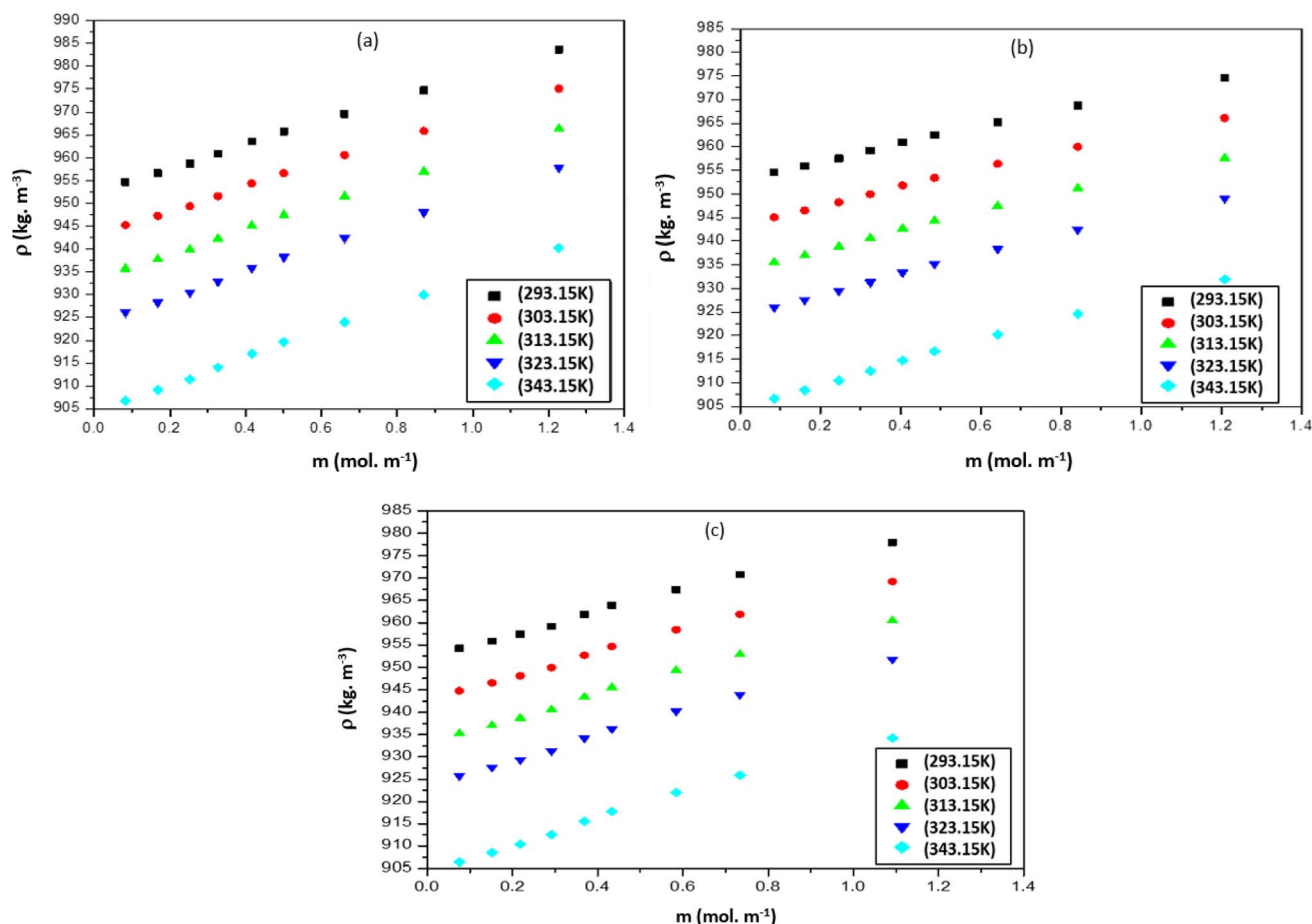 (a)
990
985
980
975
970
965
960
955
950
945
940
935
930
925
920
915
910
905
ρ (kg. m-3)
0.0 0.2 0.4 0.6 0.8 1.0 1.2 1.4
m (mol. m-1)
(293.15K)
(303.15K)
(313.15K)
(323.15K)
(343.15K)
(b)
985
980
975
970
965
960
955
950
945
940
935
930
925
920
915
910
905
ρ (kg. m-3)
0.0 0.2 0.4 0.6 0.8 1.0 1.2 1.4
m (mol. m-1)
(293.15K)
(303.15K)
(313.15K)
(323.15K)
(343.15K)
(c)
985
980
975
970
965
960
955
950
945
940
935
930
925
920
915
910
905
ρ (kg. m-3)
0.0 0.2 0.4 0.6 0.8 1.0 1.2 1.4
m (mol. m-1)
(293.15K)
(303.15K)
(313.15K)
(323.15K)
(343.15K)